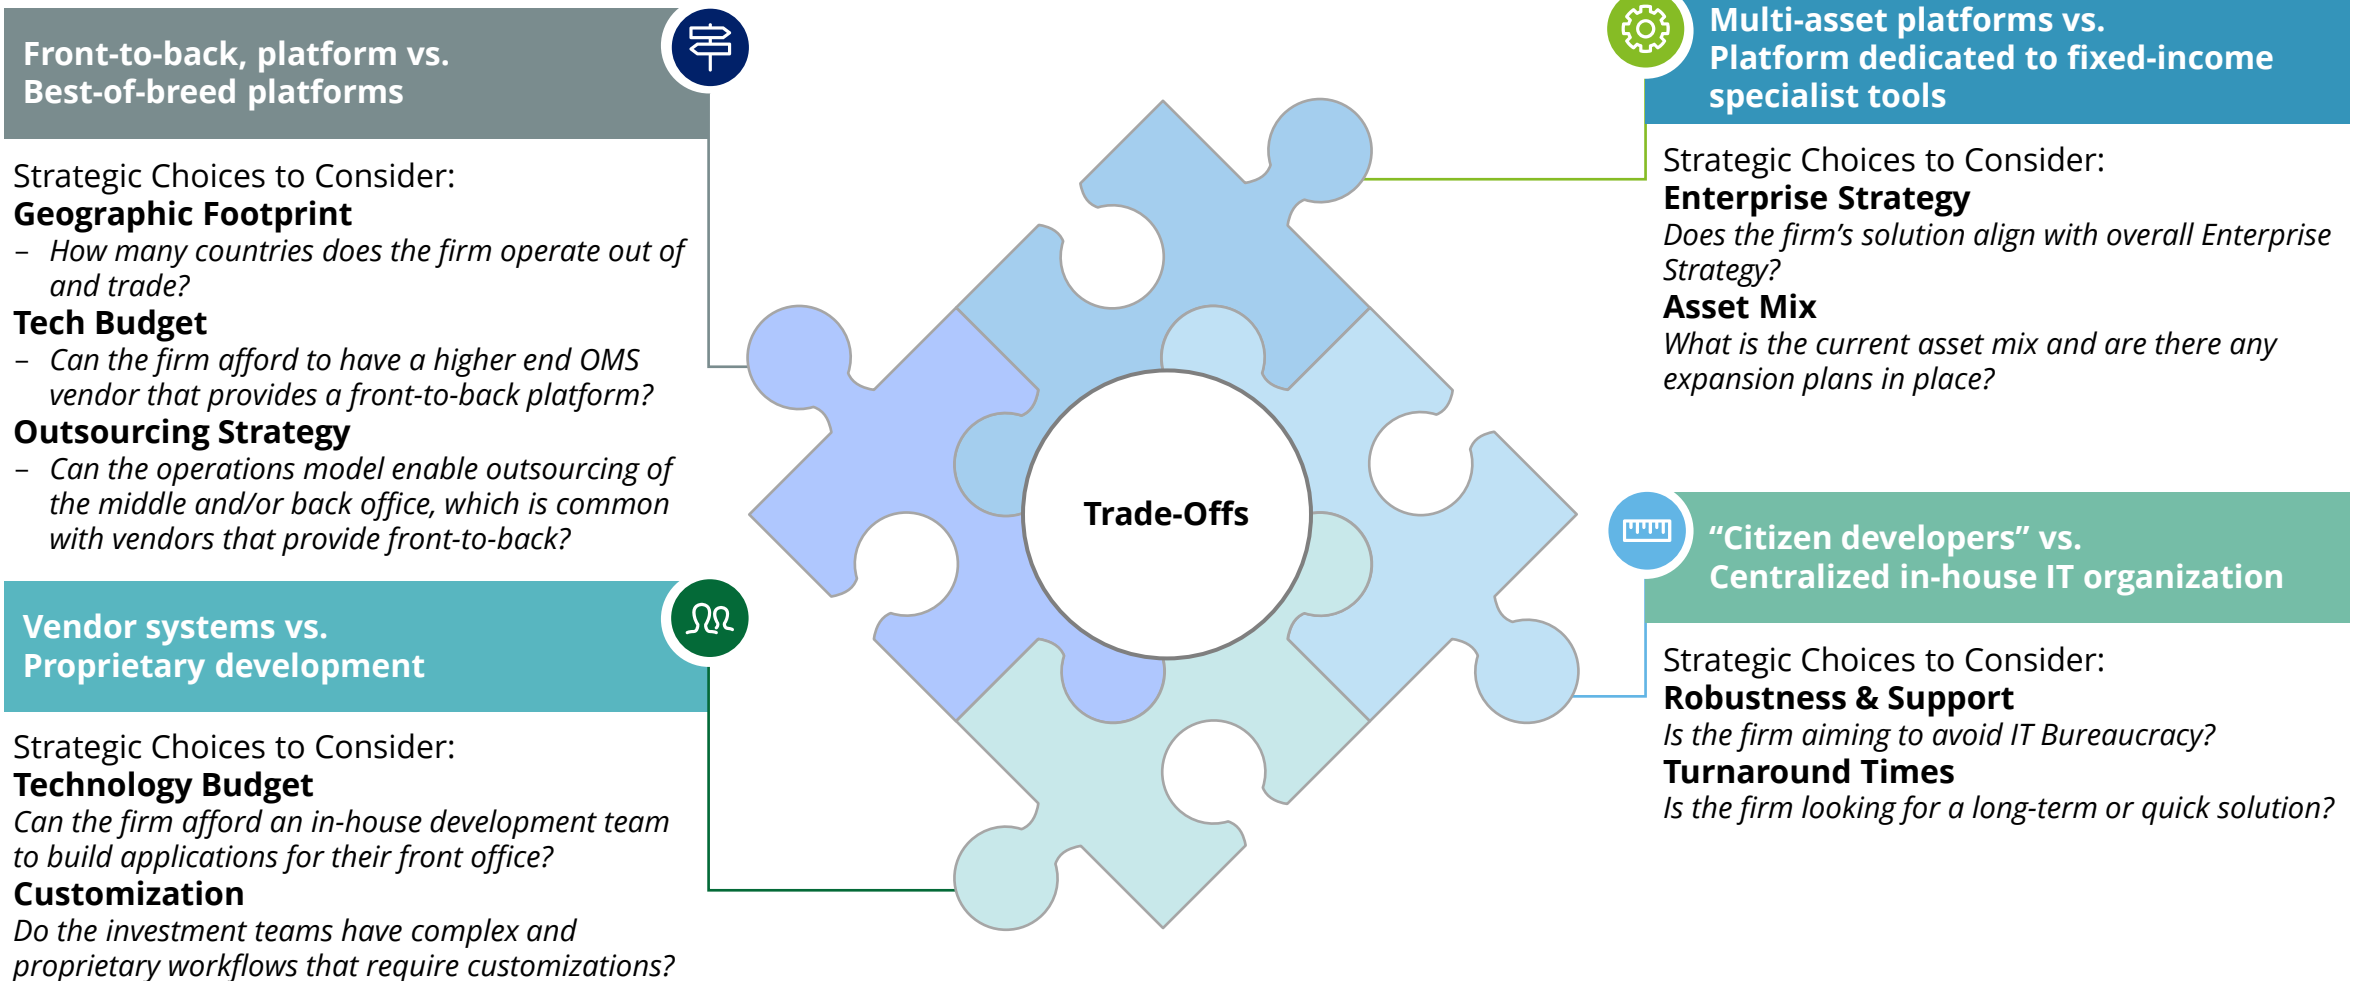 Front-to-back, platform vs.
Best-of-breed platforms
Strategic Choices to Consider:
Geographic Footprint
– How many countries does the firm operate out of
and trade?
Tech Budget
– Can the firm afford to have a higher end OMS
vendor that provides a front-to-back platform?
Outsourcing Strategy
– Can the operations model enable outsourcing of
the middle and/or back office, which is common
with vendors that provide front-to-back?
Vendor systems vs.
Proprietary development
Strategic Choices to Consider:
Technology Budget
Can the firm afford an in-house development team
to build applications for their front office?
Customization
Do the investment teams have complex and
proprietary workflows that require customizations?
Trade-Offs
Multi-asset platforms vs.
Platform dedicated to fixed-income
specialist tools
Strategic Choices to Consider:
Enterprise Strategy
Does the firm’s solution align with overall Enterprise
Strategy?
Asset Mix
What is the current asset mix and are there any
expansion plans in place?
“Citizen developers” vs.
Centralized in-house IT organization
Strategic Choices to Consider:
Robustness & Support
Is the firm aiming to avoid IT Bureaucracy?
Turnaround Times
Is the firm looking for a long-term or quick solution?